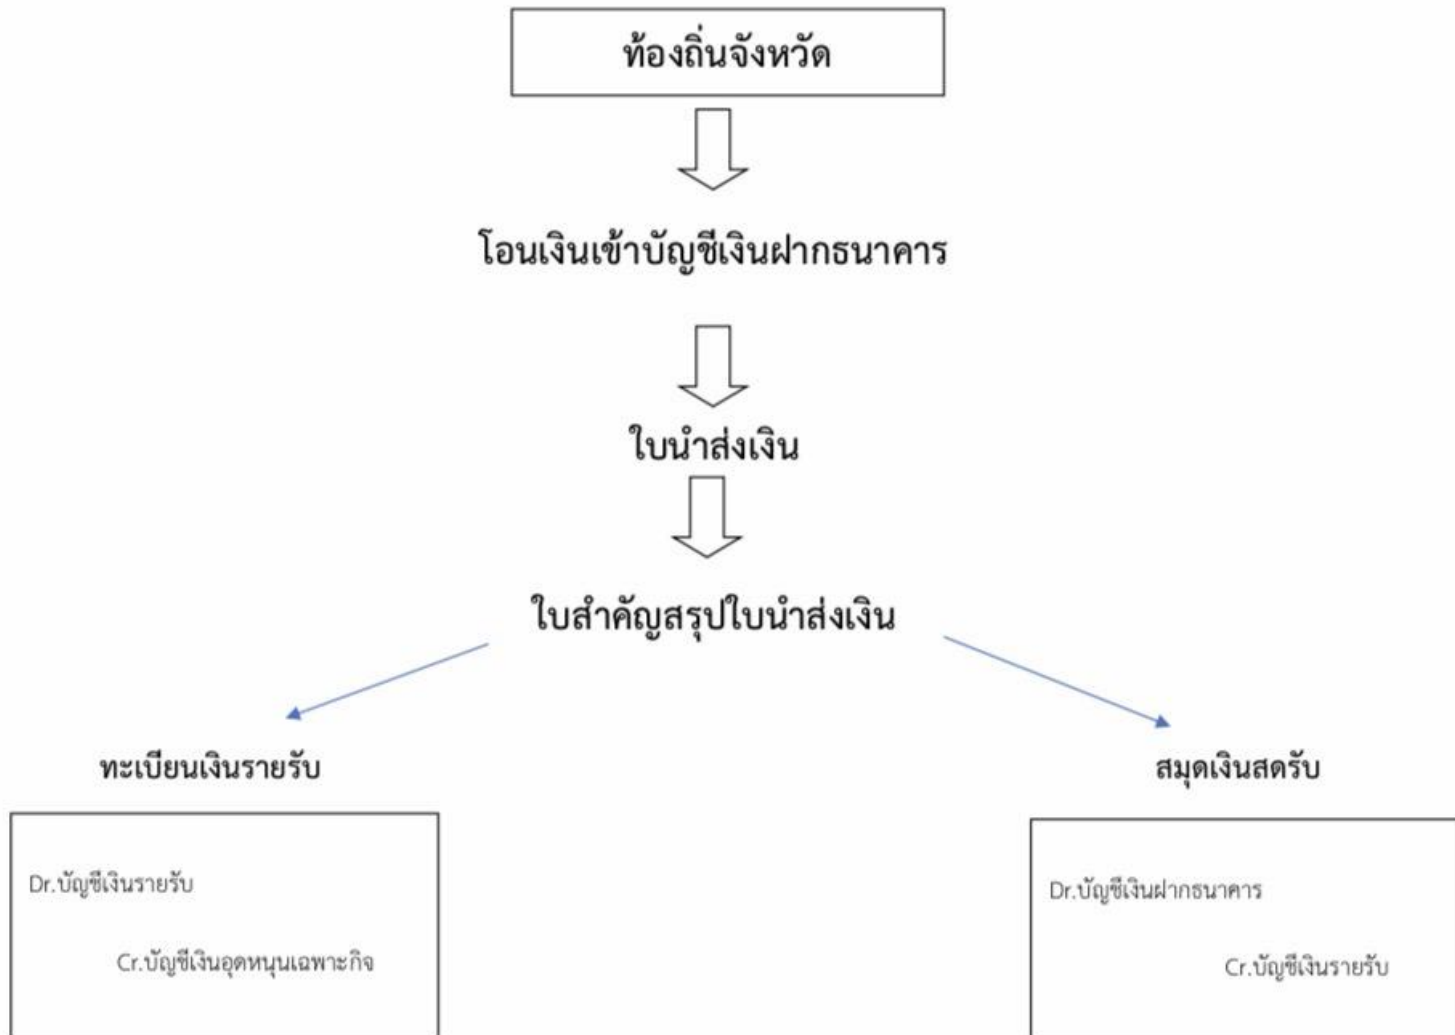 ท้องถิ่นจังหวัด
โอนเงินเข้าบัญชีเงินฝากธนาคาร
ใบนำส่งเงิน
ใบสำคัญสรุปใบนำส่งเงิน
ทะเบียนเงินรายรับ
สมุดเงินสดรับ
Dr.บัญชีเงินรายรับ
Cr.บัญชีเงินอุดหนุนเฉพาะกิจ
Dr.บัญชีเงินฝากธนาคาร
Cr.บัญชีเงินรายรับ